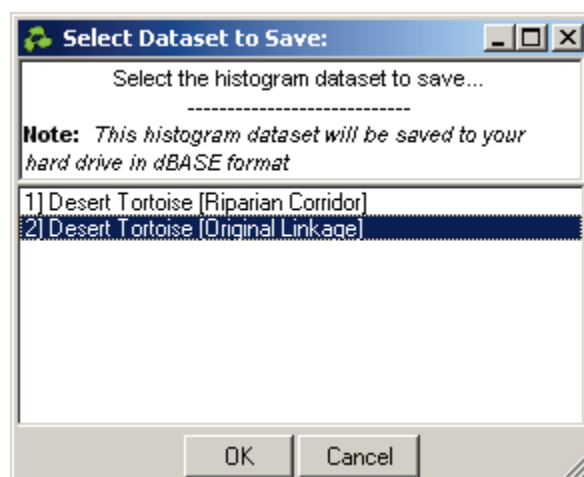 Select Dataset to Save:
Select the histogram dataset to save...
----------------------------
Note: This histogram dataset will be saved to your
hard drive in dBASE format
1] Desert Tortoise [Riparian Corridor]
2] Desert Tortoise [Original Linkage]
OK Cancel